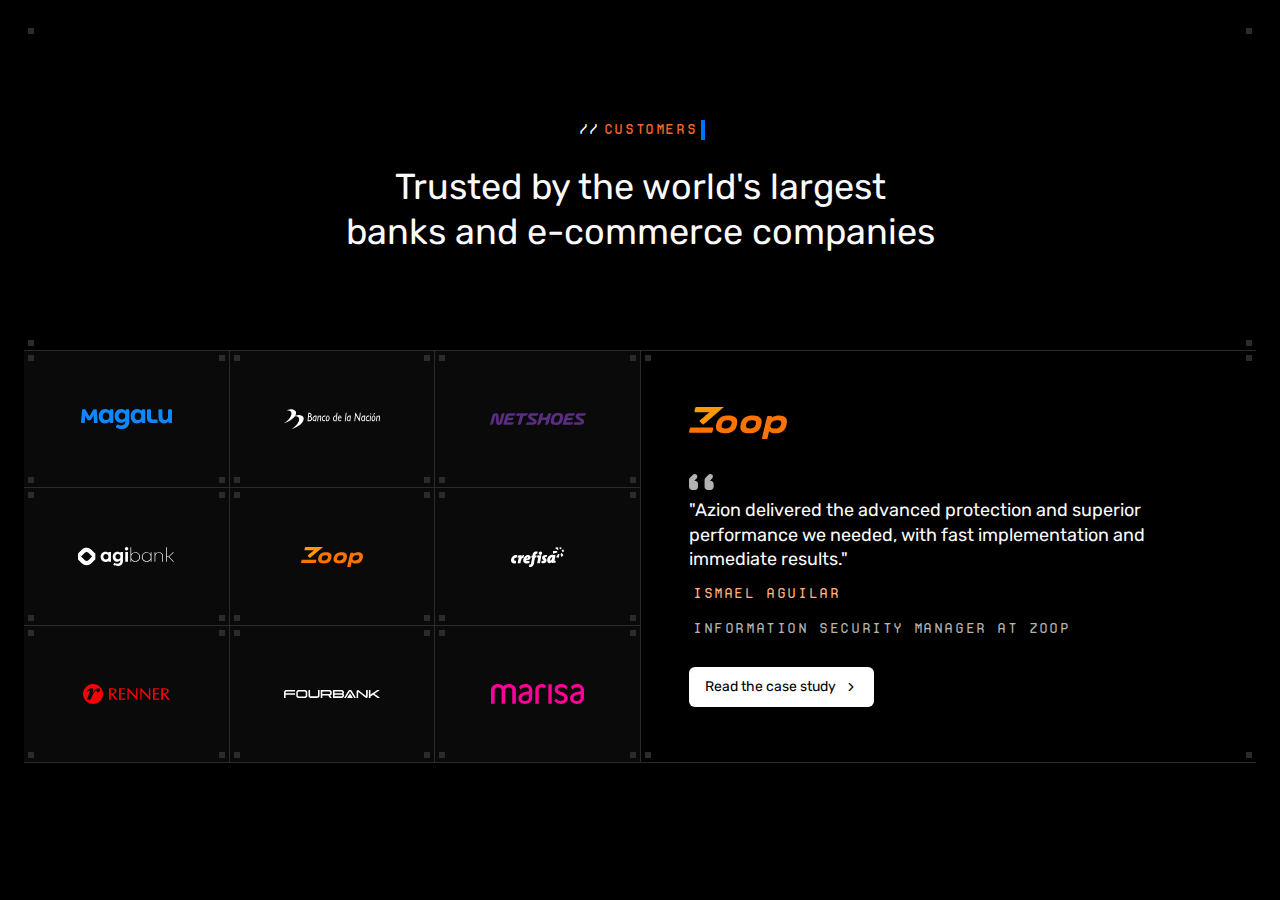 // CUSTOMERS
Trusted by the world's largest
banks and e-commerce companies
Magalu
Banco de la Nación
NETSHOES
agibank
Zoop
crefisa
RENNER
FOURBANK
marisa
Zoop
"Azion delivered the advanced protection and superior
performance we needed, with fast implementation and
immediate results."
ISMAEL AGUILAR
INFORMATION SECURITY MANAGER AT ZOOP
Read the case study